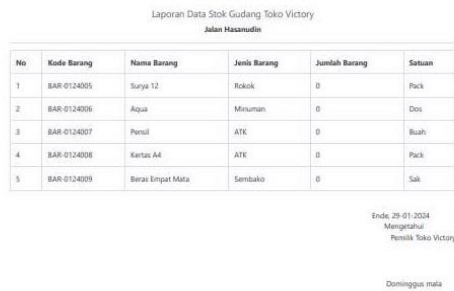 Laporan Data Stok Gudang Toko Victory
Jalan Hasanudin
No Kode Barang Nama Barang Jenis Barang Jumlah Barang Satuan
1 BAR-0124005 Surya 12 Rokok 0 Pack
2 BAR-0124006 Aqua Minuman 0 Dos
3 BAR-0124007 Pensil ATK 0 Buah
4 BAR-0124008 Kertas A4 ATK 0 Pack
5 BAR-0124009 Beras Empat Mata Sembako 0 Sak
Ende, 29-01-2024
Mengetahui
Pemilik Toko Victory
Dominggus mala